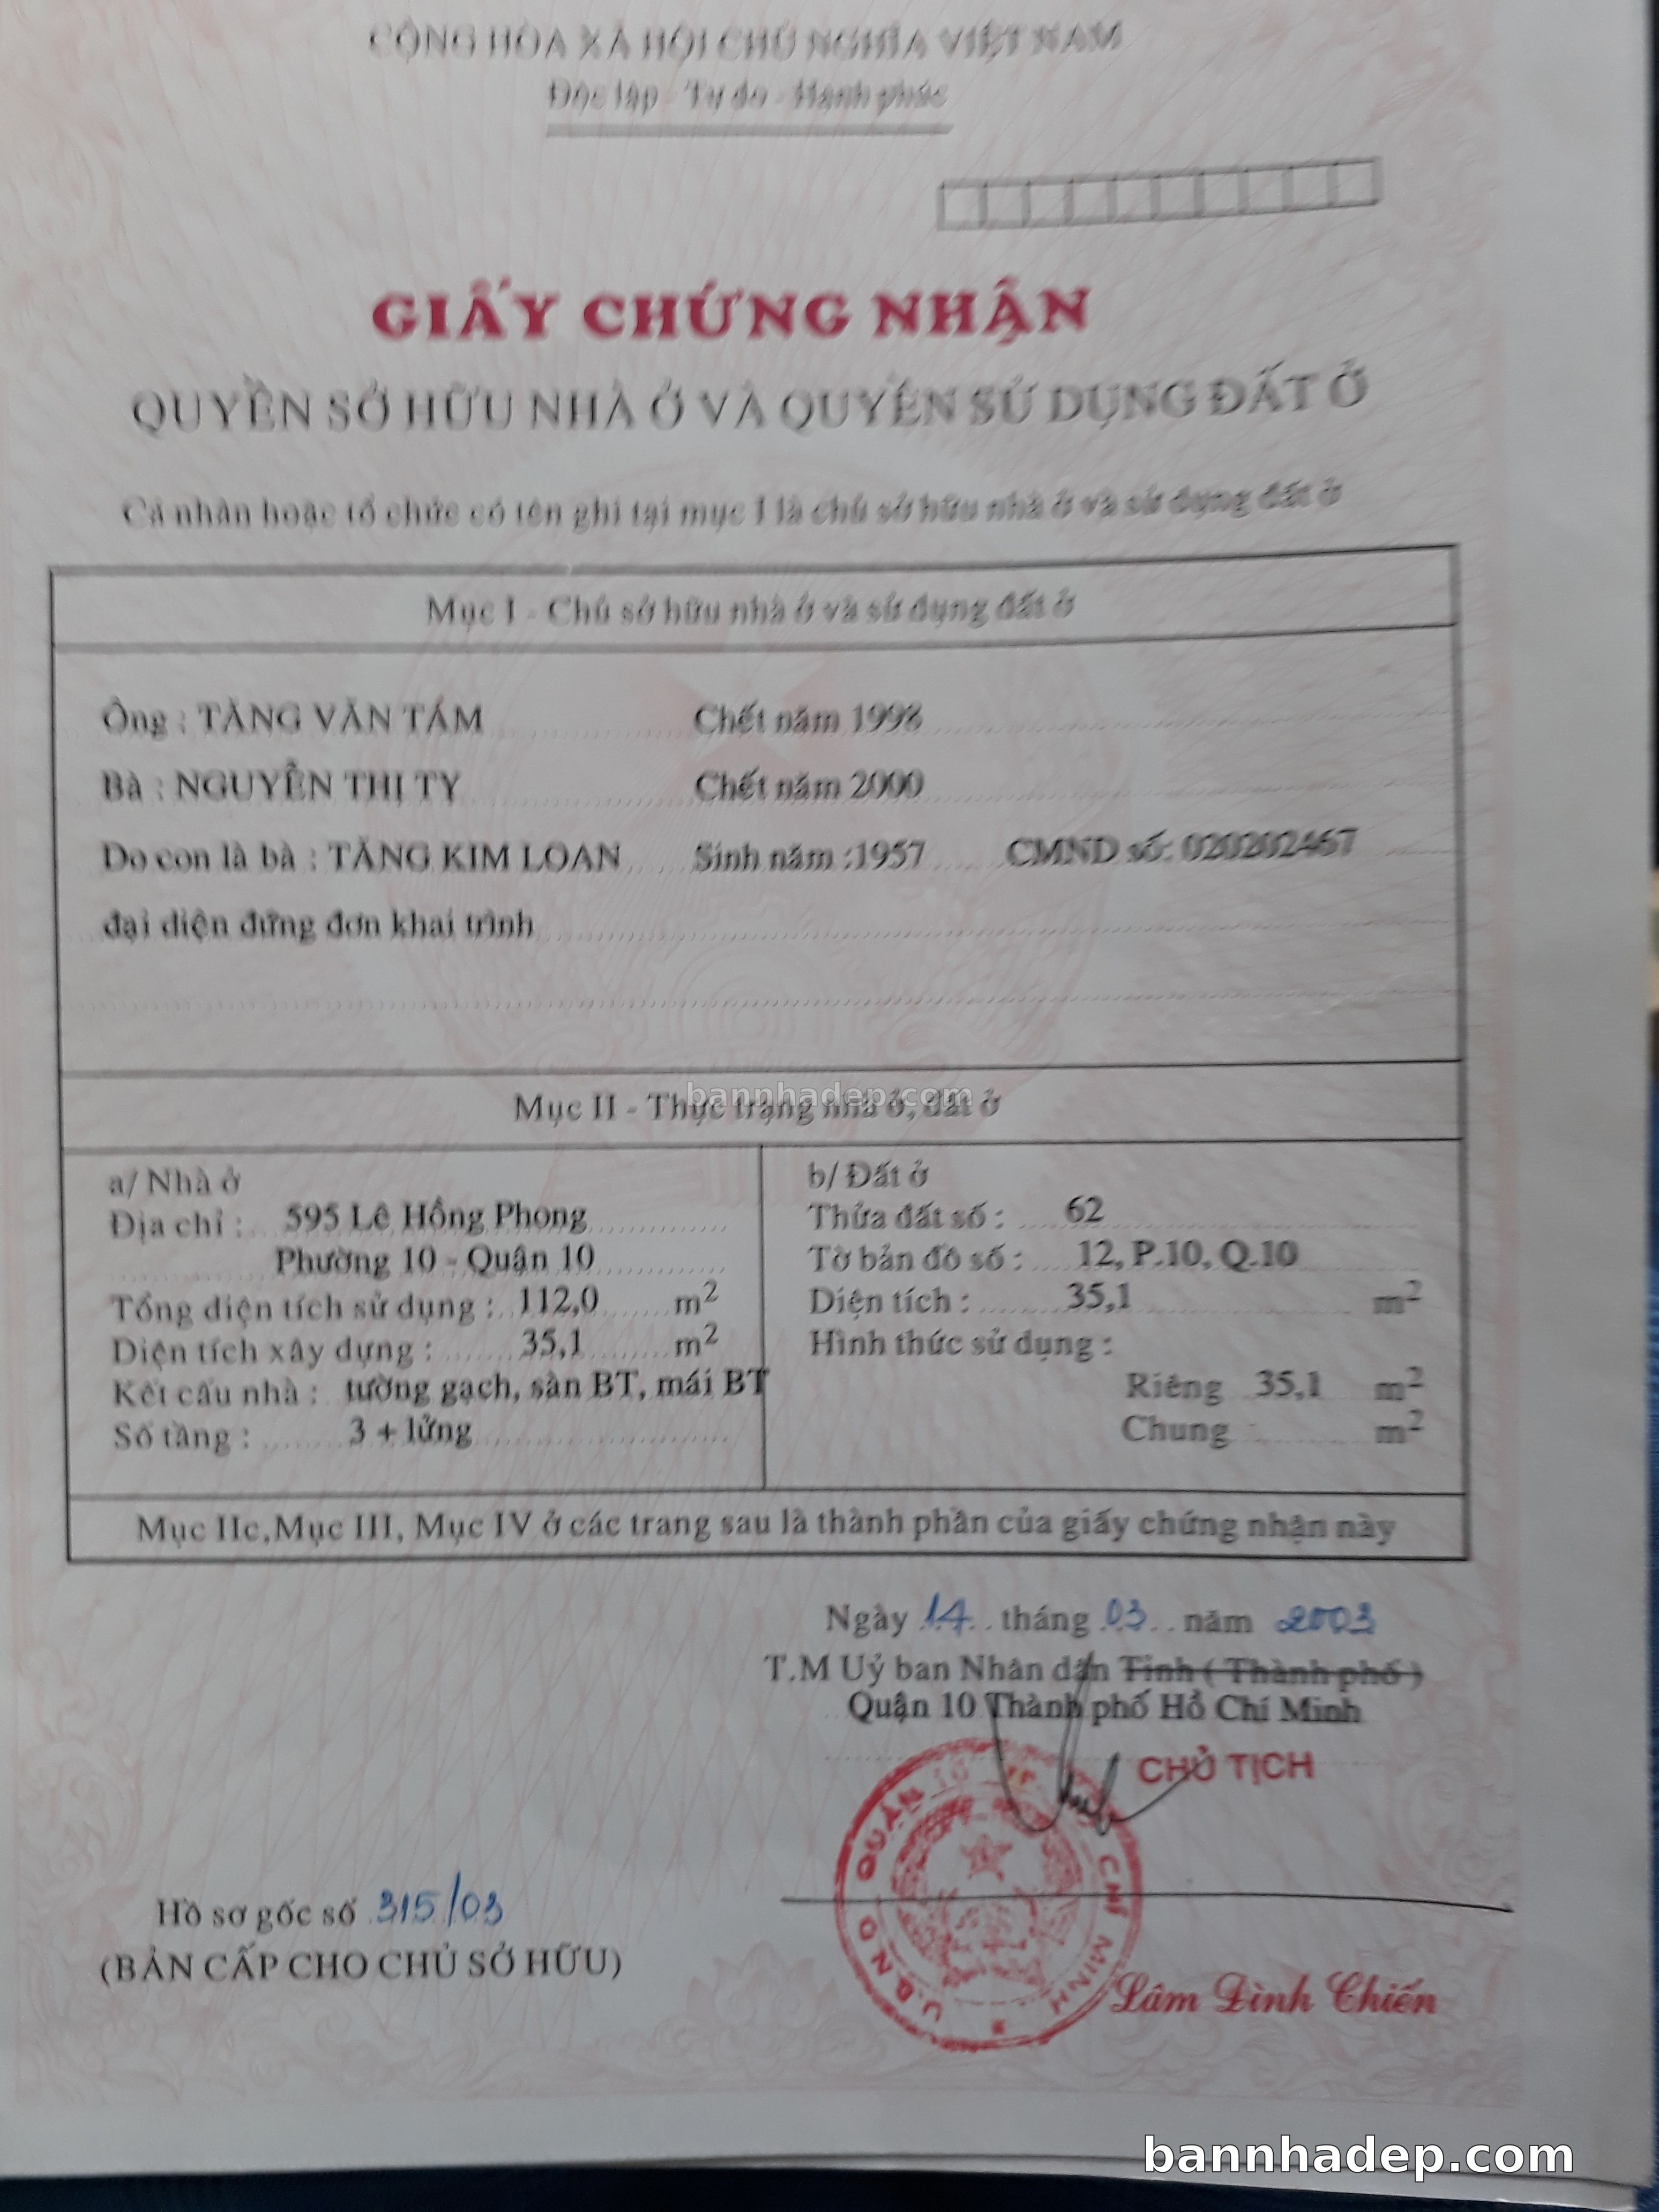 CỘNG HÒA XÃ HỘI CHỦ NGHĨA VIỆT NAM
Độc lập - Tự do - Hạnh phúc
GIẤY CHỨNG NHẬN
QUYỀN SỞ HỮU NHÀ Ở VÀ QUYỀN SỬ DỤNG ĐẤT Ở
Cá nhân hoặc tổ chức có tên ghi tại mục I là chủ sở hữu nhà ở và sử dụng đất ở
Mục I - Chủ sở hữu nhà ở và sử dụng đất ở
Ông : TĂNG VĂN TÁM Chết năm 1998
Bà : NGUYỄN THỊ TY Chết năm 2000
Do con là bà : TĂNG KIM LOAN Sinh năm :1957 CMND số: 020202467
đại diện đứng đơn khai trình
bannhadep.com
Mục II - Thực trạng nhà ở, đất ở
a/ Nhà ở
Địa chỉ : 595 Lê Hồng Phong
Phường 10 - Quận 10
Tổng diện tích sử dụng : 112,0 m2
Diện tích xây dựng : 35,1 m2
Kết cấu nhà : tường gạch, sàn BT, mái BT
Số tầng : 3 + lửng
b/ Đất ở
Thửa đất số : 62
Tờ bản đồ số : 12, P.10, Q.10
Diện tích : 35,1 m2
Hình thức sử dụng :
Riêng 35,1 m2
Chung m2
Mục IIc,Mục III, Mục IV ở các trang sau là thành phần của giấy chứng nhận này
Ngày 14 tháng 03 năm 2003
T.M Uỷ ban Nhân dân Tỉnh ( Thành phố )
Quận 10 Thành phố Hồ Chí Minh
CHỦ TỊCH
U.B.N.D QUẬN 10 CHÍ MINH
Hồ sơ gốc số 315/03
(BẢN CẤP CHO CHỦ SỞ HỮU)
Lâm Đình Chiến
bannhadep.com